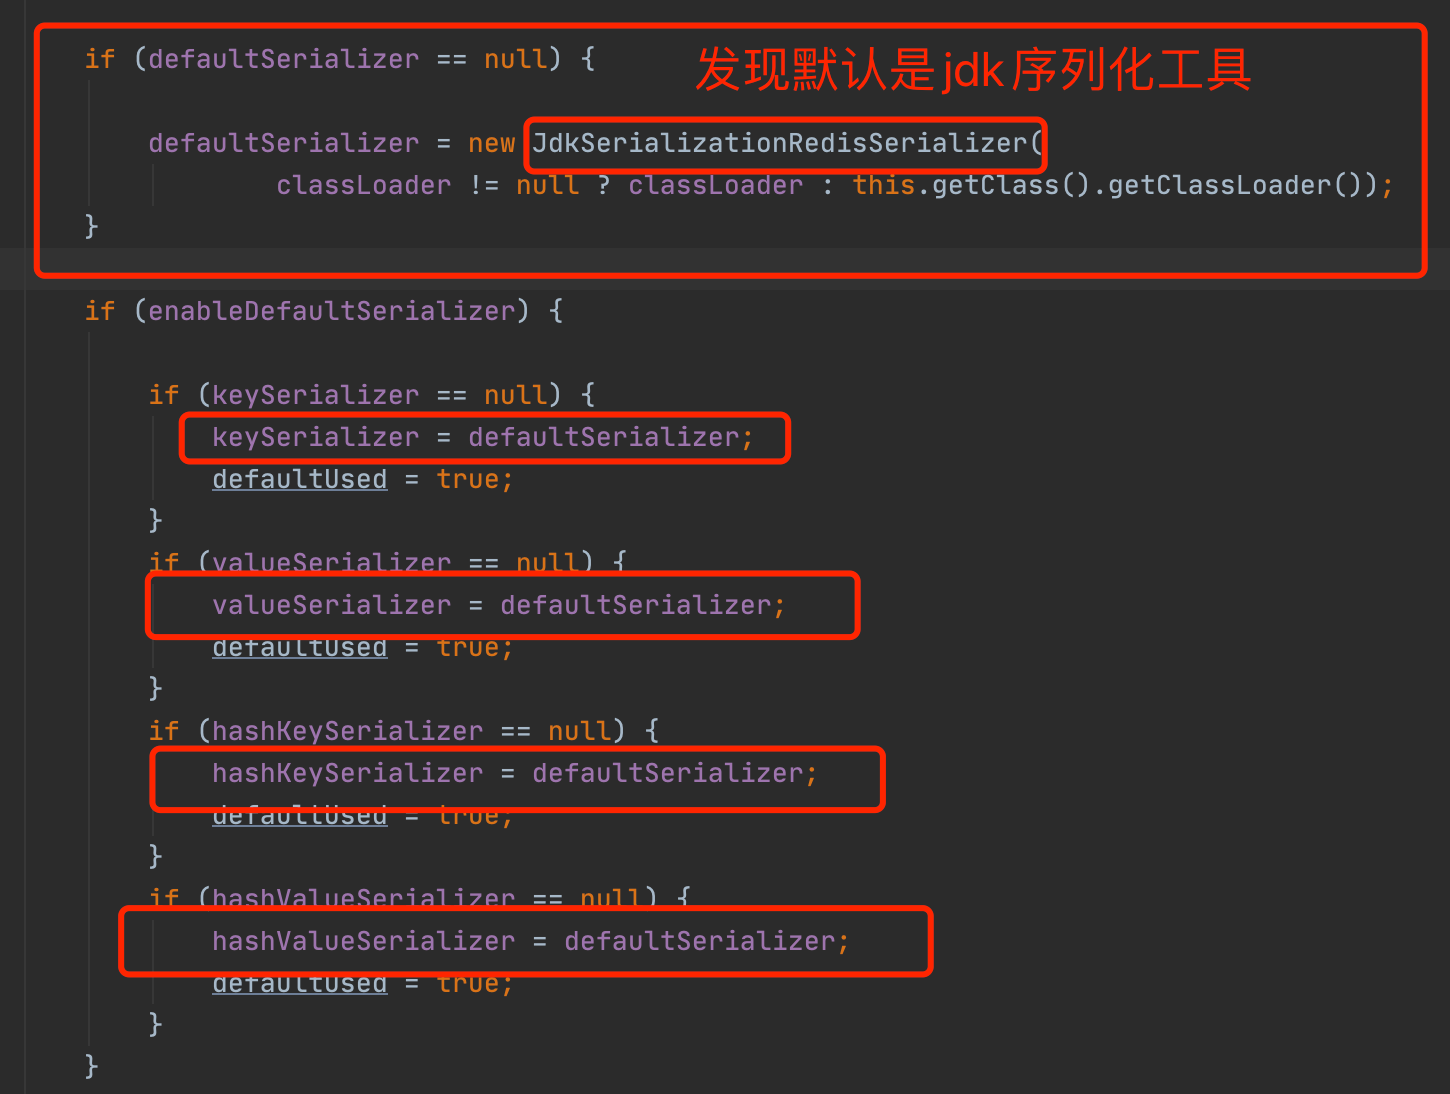 if (defaultSerializer == null) {
发现默认是jdk序列化工具
defaultSerializer = new JdkSerializationRedisSerializer(
classLoader != null ? classLoader : this.getClass().getClassLoader());
}
if (enableDefaultSerializer) {
if (keySerializer == null) {
keySerializer = defaultSerializer;
defaultUsed = true;
}
if (valueSerializer == null) {
valueSerializer = defaultSerializer;
defaultUsed = true;
}
if (hashKeySerializer == null) {
hashKeySerializer = defaultSerializer;
defaultUsed = true;
}
if (hashValueSerializer == null) {
hashValueSerializer = defaultSerializer;
defaultUsed = true;
}
}